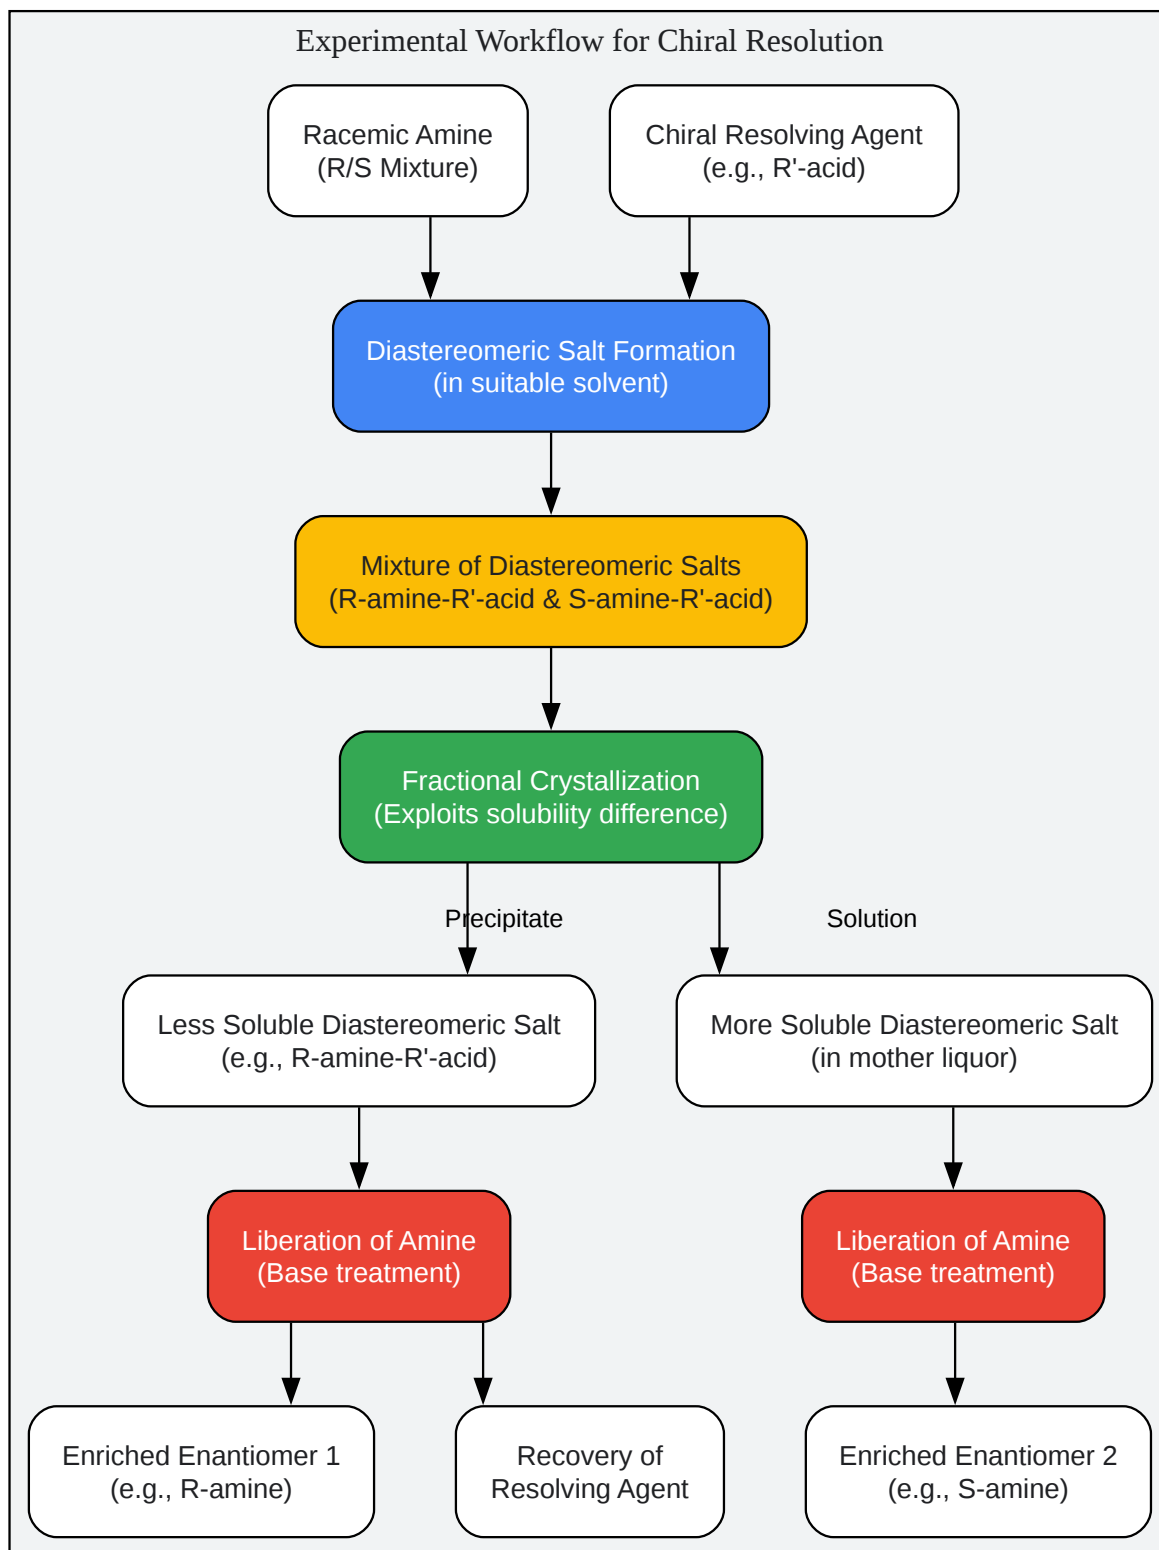 Experimental Workflow for Chiral Resolution
Racemic Amine
(R/S Mixture)
Chiral Resolving Agent
(e.g., R'-acid)
Diastereomeric Salt Formation
(in suitable solvent)
Mixture of Diastereomeric Salts
(R-amine-R'-acid & S-amine-R'-acid)
Fractional Crystallization
(Exploits solubility difference)
Precipitate
Solution
Less Soluble Diastereomeric Salt
(e.g., R-amine-R'-acid)
More Soluble Diastereomeric Salt
(in mother liquor)
Liberation of Amine
(Base treatment)
Liberation of Amine
(Base treatment)
Enriched Enantiomer 1
(e.g., R-amine)
Recovery of
Resolving Agent
Enriched Enantiomer 2
(e.g., S-amine)